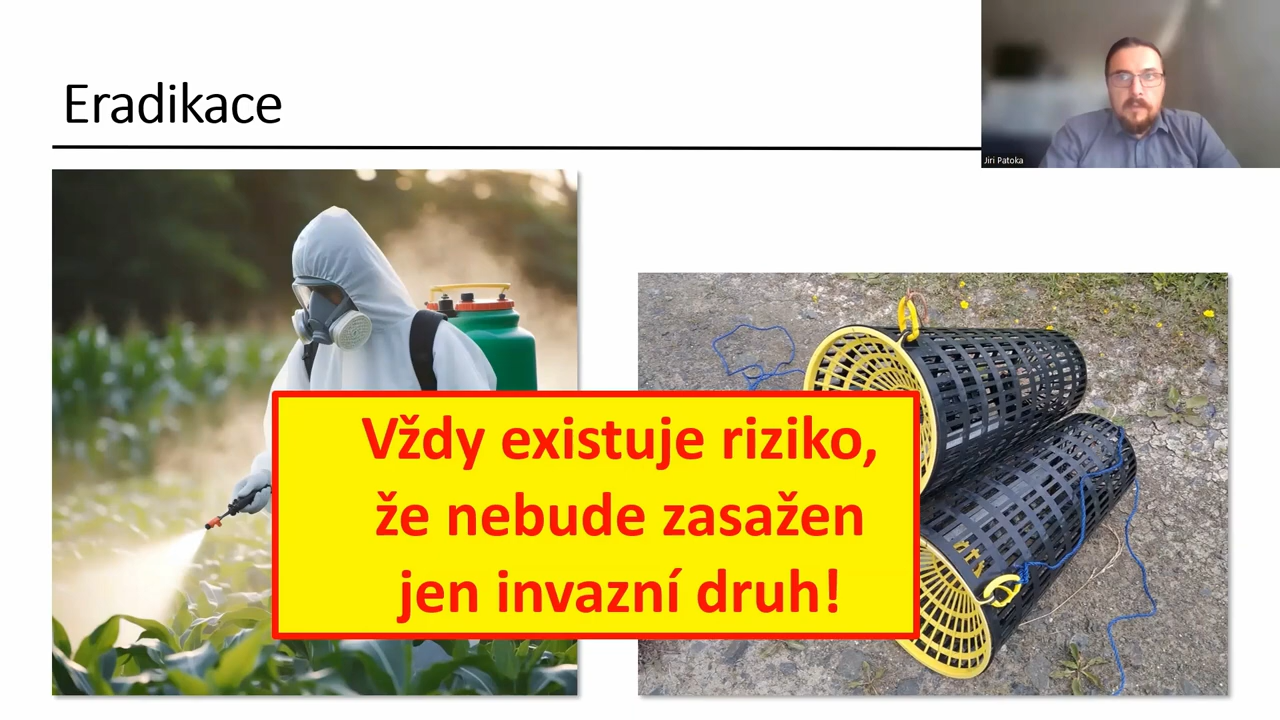 Eradikace
Jiri Patoka
Vždy existuje riziko,
že nebude zasažen
jen invazní druh!